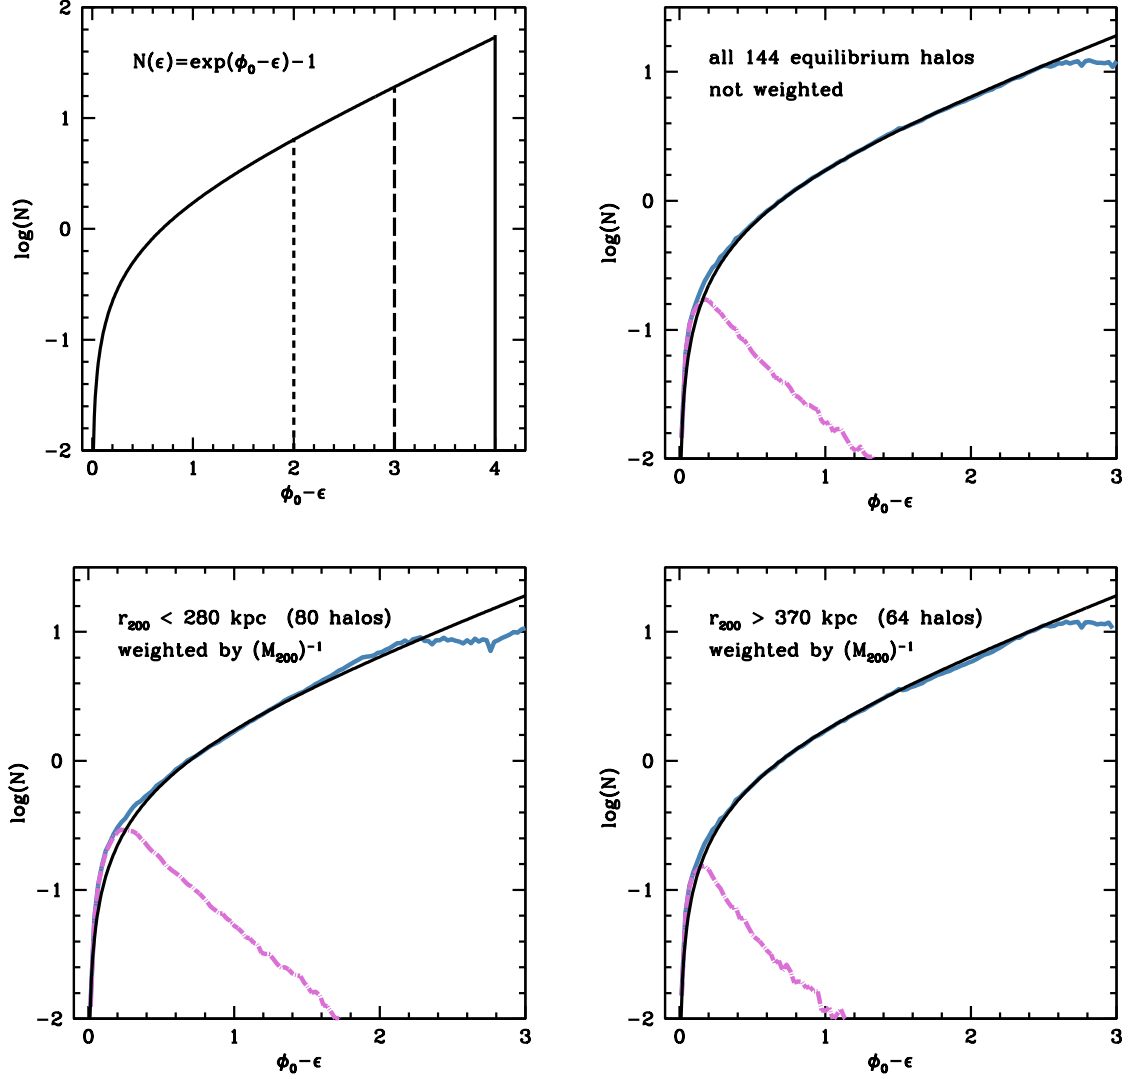 2
1
0
-1
-2
log(N)
N(ϵ)=exp(ϕ₀-ϵ)-1
0 1 2 3 4
ϕ₀-ϵ
1
0
-1
-2
log(N)
all 144 equilibrium halos
not weighted
0 1 2 3
ϕ₀-ϵ
1
0
-1
-2
log(N)
r₂₀₀ < 280 kpc (80 halos)
weighted by (M₂₀₀)⁻¹
0 1 2 3
ϕ₀-ϵ
1
0
-1
-2
log(N)
r₂₀₀ > 370 kpc (64 halos)
weighted by (M₂₀₀)⁻¹
0 1 2 3
ϕ₀-ϵ